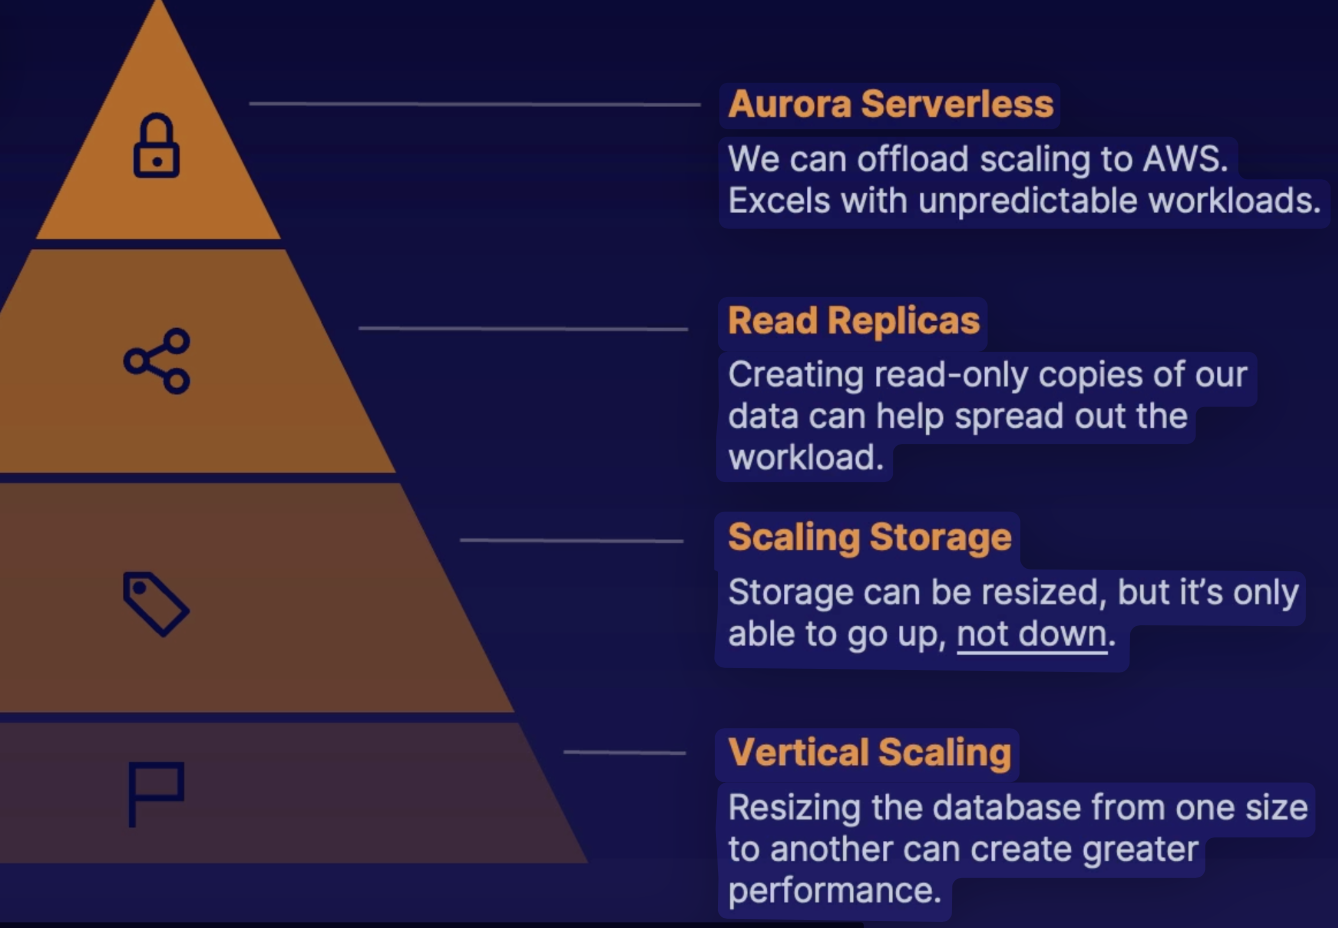 Aurora Serverless
We can offload scaling to AWS.
Excels with unpredictable workloads.
Read Replicas
Creating read-only copies of our
data can help spread out the
workload.
Scaling Storage
Storage can be resized, but it’s only
able to go up, not down.
Vertical Scaling
Resizing the database from one size
to another can create greater
performance.